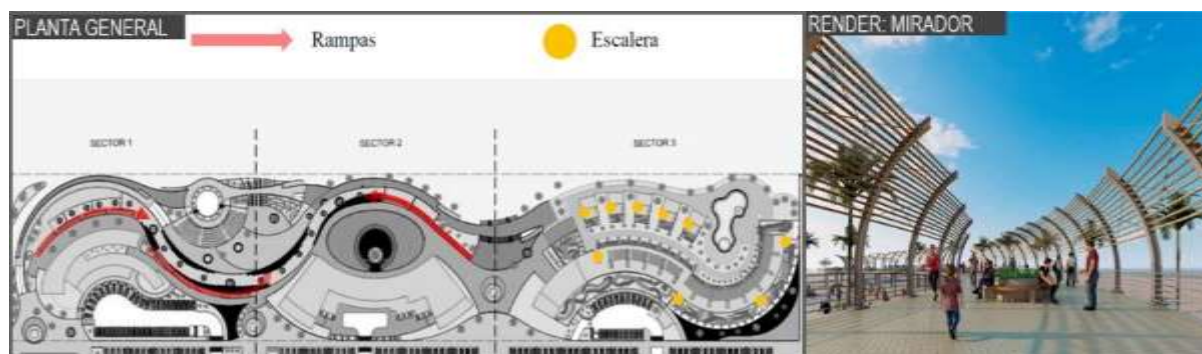 PLANTA GENERAL
Rampas
Escalera
SECTOR 1
SECTOR 2
SECTOR 3
RENDER: MIRADOR